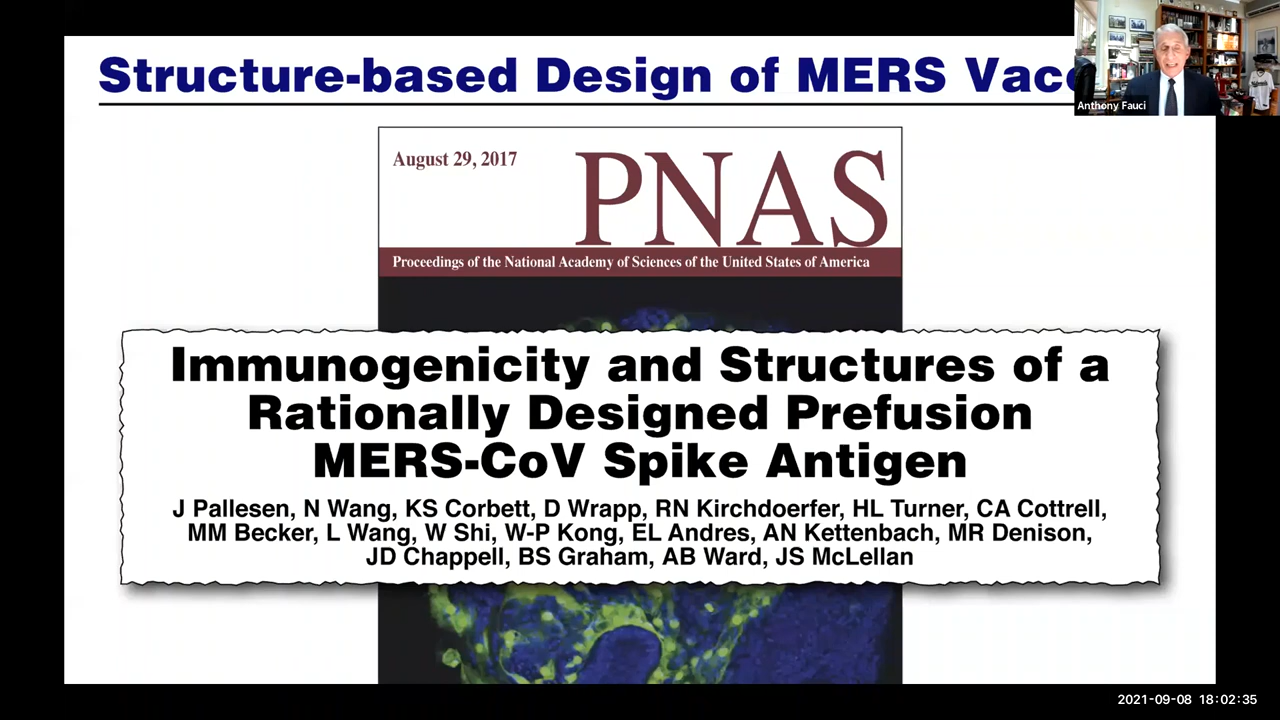 Structure-based Design of MERS
Anthony Fauci
August 29, 2017
PNAS
Proceedings of the National Academy of Sciences of the United States of America
Immunogenicity and Structures of a
Rationally Designed Prefusion
MERS-CoV Spike Antigen
J Pallesen, N Wang, KS Corbett, D Wrapp, RN Kirchdoerfer, HL Turner, CA Cottrell,
MM Becker, L Wang, W Shi, W-P Kong, EL Andres, AN Kettenbach, MR Denison,
JD Chappell, BS Graham, AB Ward, JS McLellan
2021-09-08 18:02:35